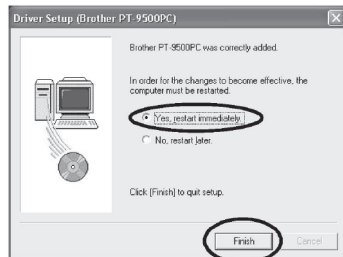 Driver Setup (Brother PT-9500PC)
Brother PT-9500PC was correctly added.
In order for the changes to become effective, the
computer must be restarted.
Yes, restart immediately.
No, restart later.
Click [Finish] to quit setup.
Finish
Cancel